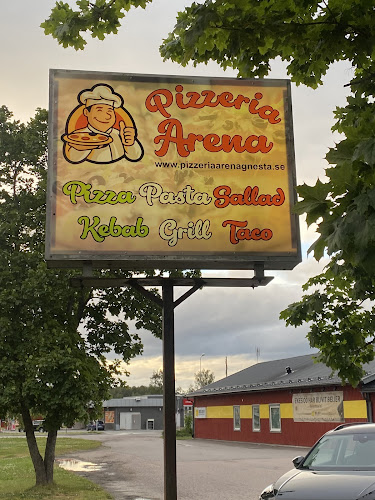 Pizzeria
Arena
www.pizzeriaarenagnesta.se
Pizza Pasta Sallad
Kebab Grill Taco